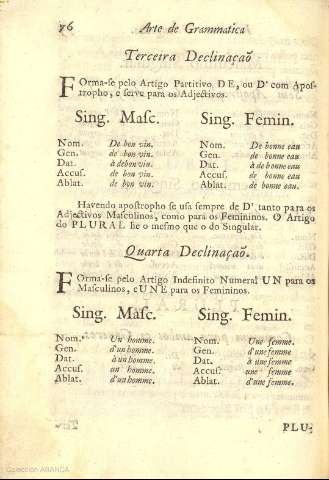 76 Arte de Grammatica
Terceira Declinaçaõ
FOrma-se pelo Artigo Partitivo DE, ou D' com Apos-
tropho, e serve para os Adjectivos.
Sing. Masc. Sing. Femin.
Nom. De bon vin. Nom. De bonne eau
Gen. de bon vin. Gen. de bonne eau
Dat. à de bon vin. Dat. à de bonne eau
Accus. de bon vin. Accus. de bonne eau
Ablat. de bon vin. Ablat. de bonne eau.
Havendo apostropho se usa sempre de D' tanto para os
Adjectivos Masculinos, como para os Femininos. O Artigo
do PLURAL he o mesmo que o do Singular.
Quarta Declinaçaõ.
FOrma-se pelo Artigo Indefinito Numeral UN para os
Masculinos, e UNE para os Femininos.
Sing. Masc. Sing. Femin.
Nom. Un homme. Nom. Une femme.
Gen. d'un homme. Gen. d'une femme
Dat. à un homme. Dat. à une femme
Accus. un homme. Accus. une femme
Ablat. d'un homme. Ablat. d'une femme.
PLU-
Colección ABANCA